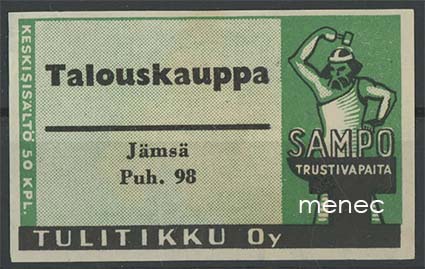 KESKISISÄLTÖ 50 KPL.
Talouskauppa
Jämsä
Puh. 98
SAMPO
TRUSTIVAPAITA
menec
TULITIKKU Oy